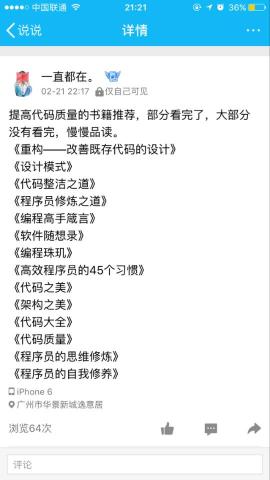 中国联通 21:21 36%
说说 详情
一直都在。
02-21 22:17 仅自己可见
提高代码质量的书籍推荐，部分看完了，大部分
没有看完，慢慢品读。
《重构——改善既存代码的设计》
《设计模式》
《代码整洁之道》
《程序员修炼之道》
《编程高手箴言》
《软件随想录》
《编程珠玑》
《高效程序员的45个习惯》
《代码之美》
《架构之美》
《代码大全》
《代码质量》
《程序员的思维修炼》
《程序员的自我修养》
iPhone 6
广州市华景新城逸意居
浏览64次
评论